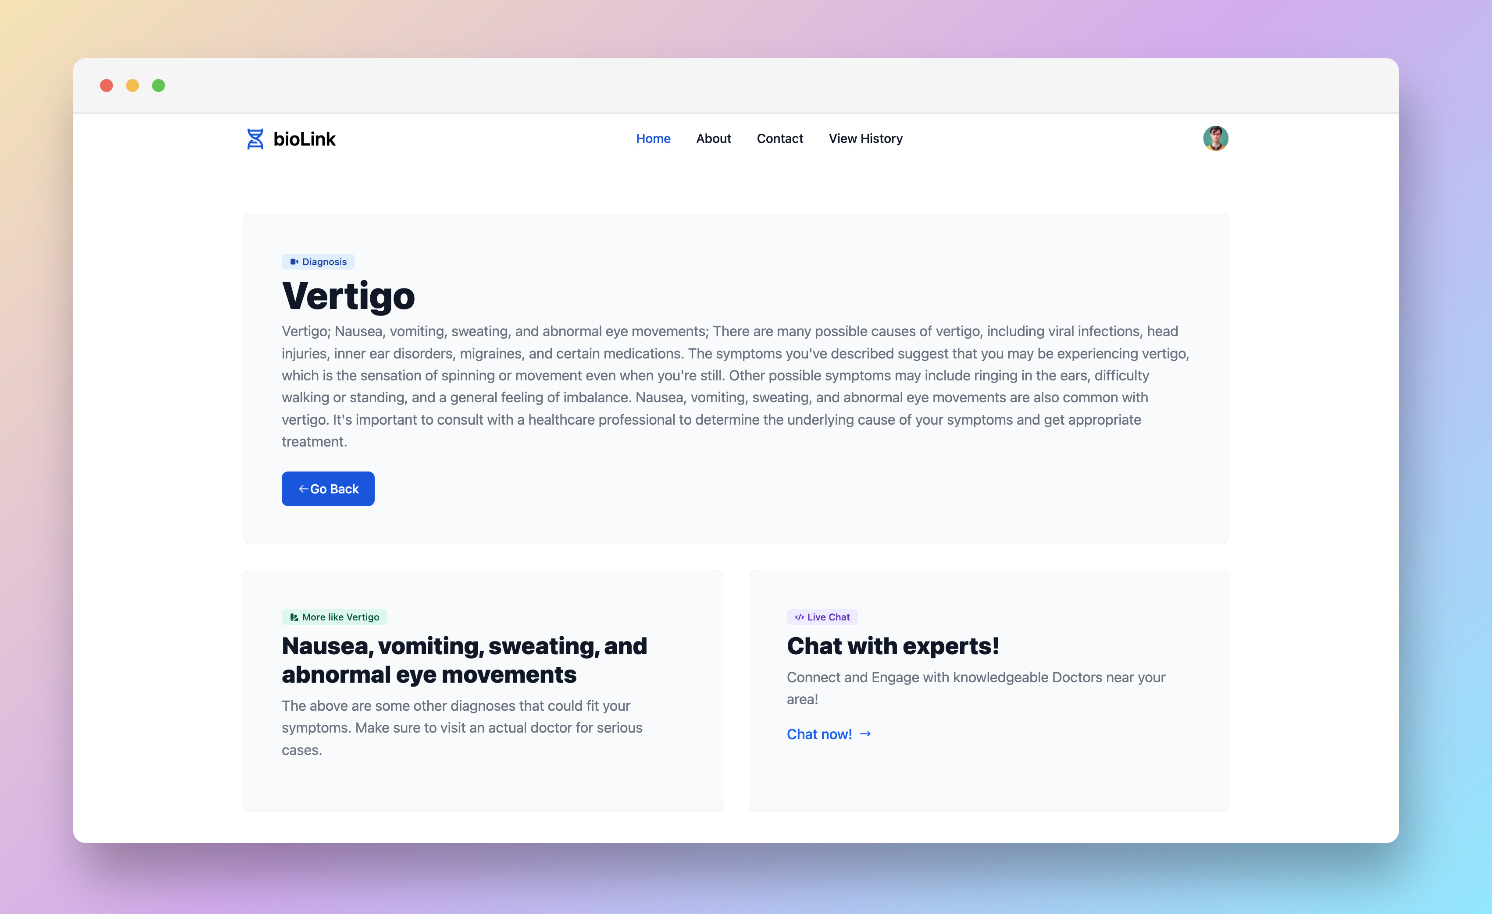 bioLink
Home About Contact View History
Diagnosis
Vertigo
Vertigo; Nausea, vomiting, sweating, and abnormal eye movements; There are many possible causes of vertigo, including viral infections, head
injuries, inner ear disorders, migraines, and certain medications. The symptoms you've described suggest that you may be experiencing vertigo,
which is the sensation of spinning or movement even when you're still. Other possible symptoms may include ringing in the ears, difficulty
walking or standing, and a general feeling of imbalance. Nausea, vomiting, sweating, and abnormal eye movements are also common with
vertigo. It's important to consult with a healthcare professional to determine the underlying cause of your symptoms and get appropriate
treatment.
←Go Back
More like Vertigo
Nausea, vomiting, sweating, and
abnormal eye movements
The above are some other diagnoses that could fit your
symptoms. Make sure to visit an actual doctor for serious
cases.
Live Chat
Chat with experts!
Connect and Engage with knowledgeable Doctors near your
area!
Chat now! →